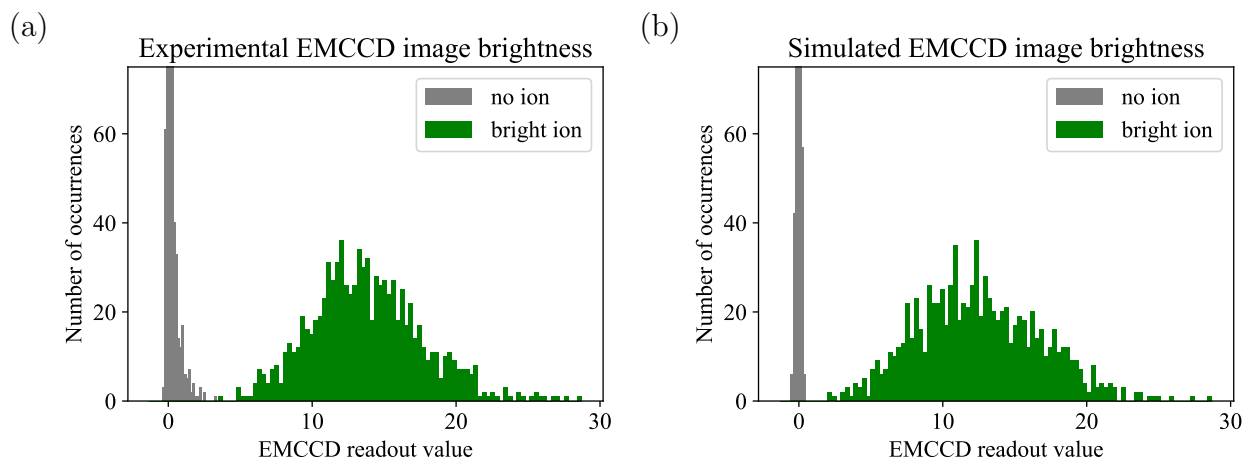 (a)
Experimental EMCCD image brightness
no ion
bright ion
Number of occurrences
60
40
20
0
0 10 20 30
EMCCD readout value
(b)
Simulated EMCCD image brightness
no ion
bright ion
Number of occurrences
60
40
20
0
0 10 20 30
EMCCD readout value